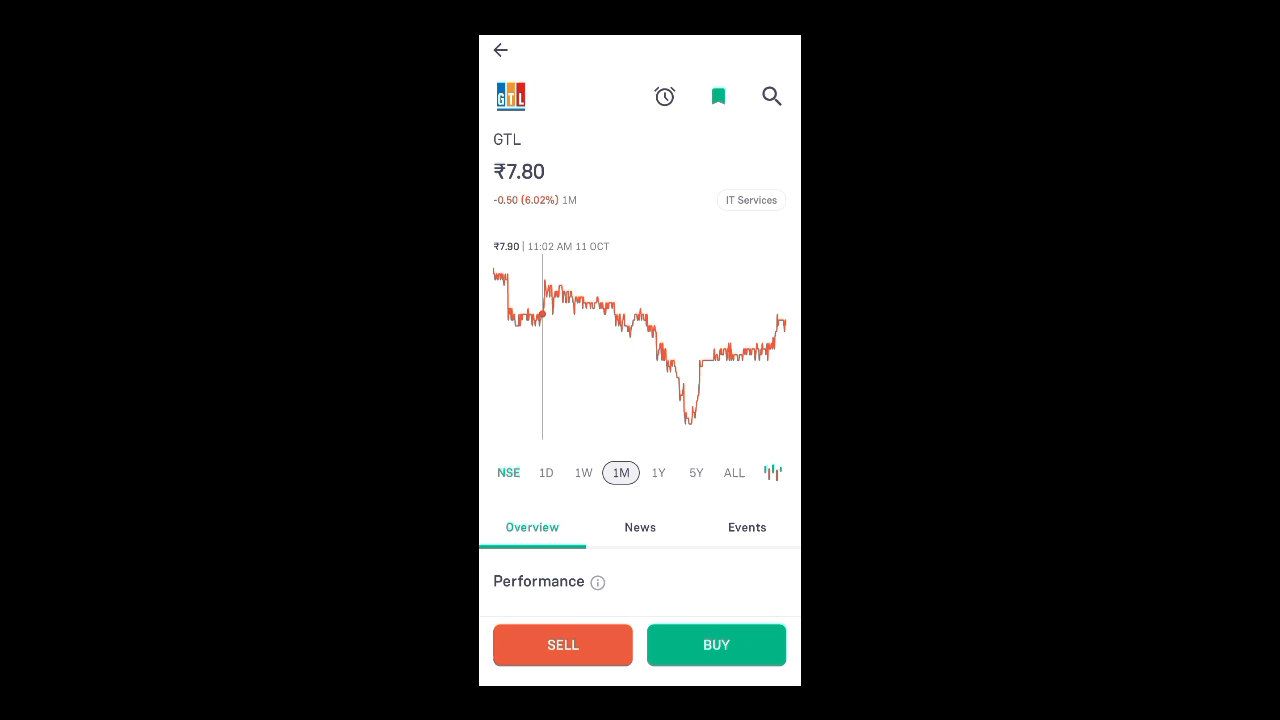 GTL
GTL
₹7.80
-0.50 (6.02%) 1M
IT Services
₹7.90 | 11:02 AM 11 OCT
NSE 1D 1W 1M 1Y 5Y ALL
Overview News Events
Performance
SELL BUY